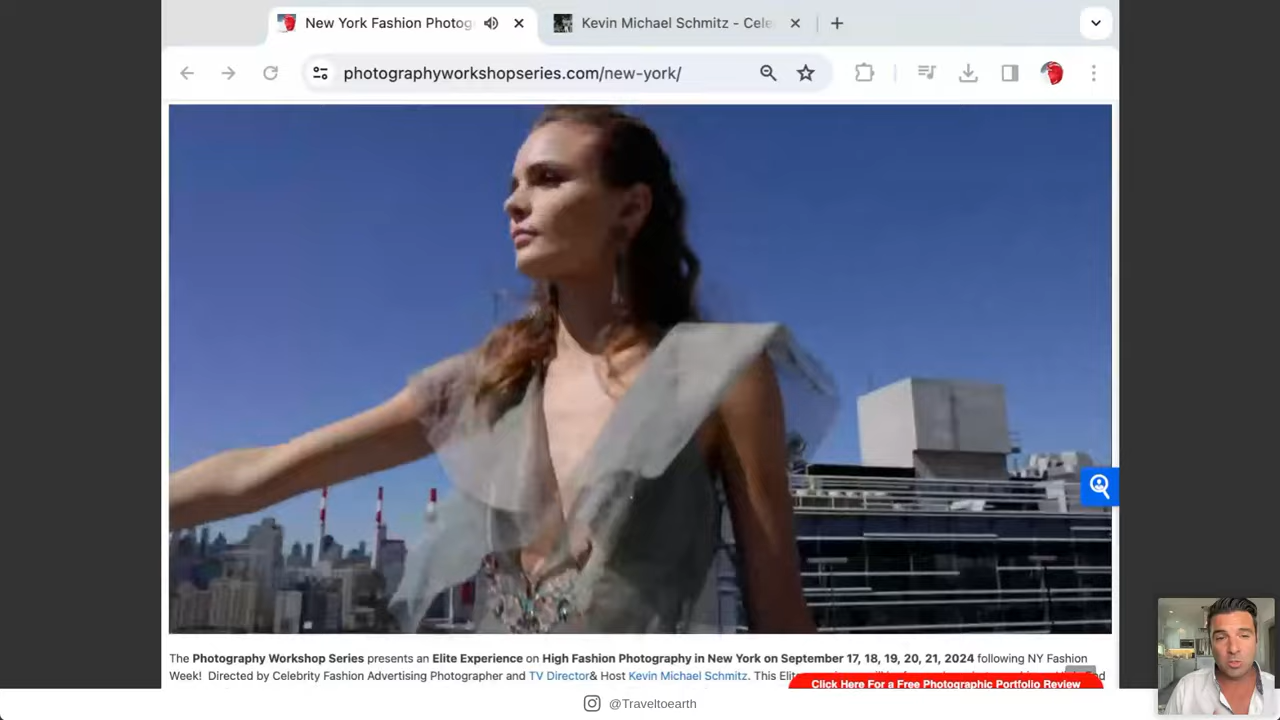 New York Fashion Photog
Kevin Michael Schmitz - Cele
photographyworkshopseries.com/new-york/
The Photography Workshop Series presents an Elite Experience on High Fashion Photography in New York on September 17, 18, 19, 20, 21, 2024 following NY Fashion
Week! Directed by Celebrity Fashion Advertising Photographer and TV Director& Host Kevin Michael Schmitz. This Elite
Click Here For a Free Photographic Portfolio Review
@Traveltoearth